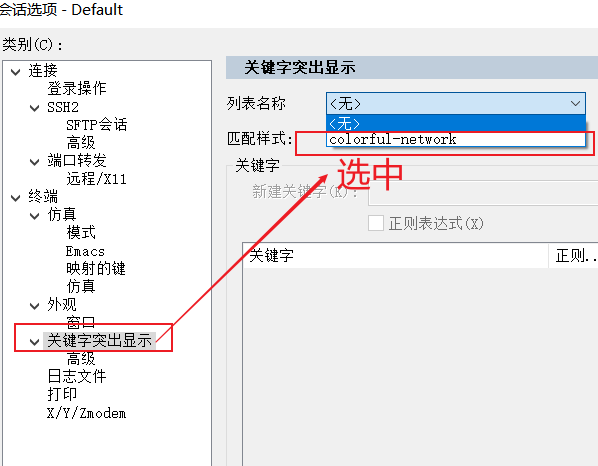 会话选项 - Default
类别(C):
连接
登录操作
SSH2
SFTP会话
高级
端口转发
远程/X11
终端
仿真
模式
Emacs
映射的键
仿真
外观
窗口
关键字突出显示
高级
日志文件
打印
X/Y/Zmodem
关键字突出显示
列表名称
<无>
<无>
colorful-network
匹配样式:
关键字
选中
新建关键字(K):
正则表达式(X)
关键字
正则..